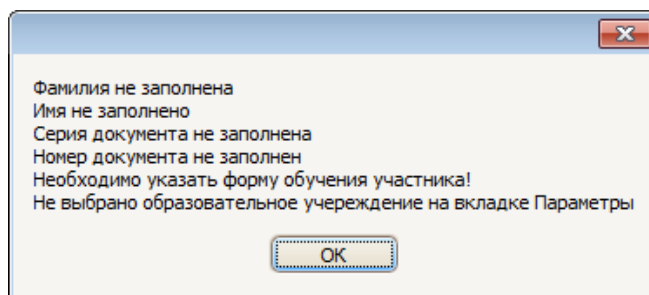 Фамилия не заполнена
Имя не заполнено
Серия документа не заполнена
Номер документа не заполнен
Необходимо указать форму обучения участника!
Не выбрано образовательное учереждение на вкладке Параметры
ОК